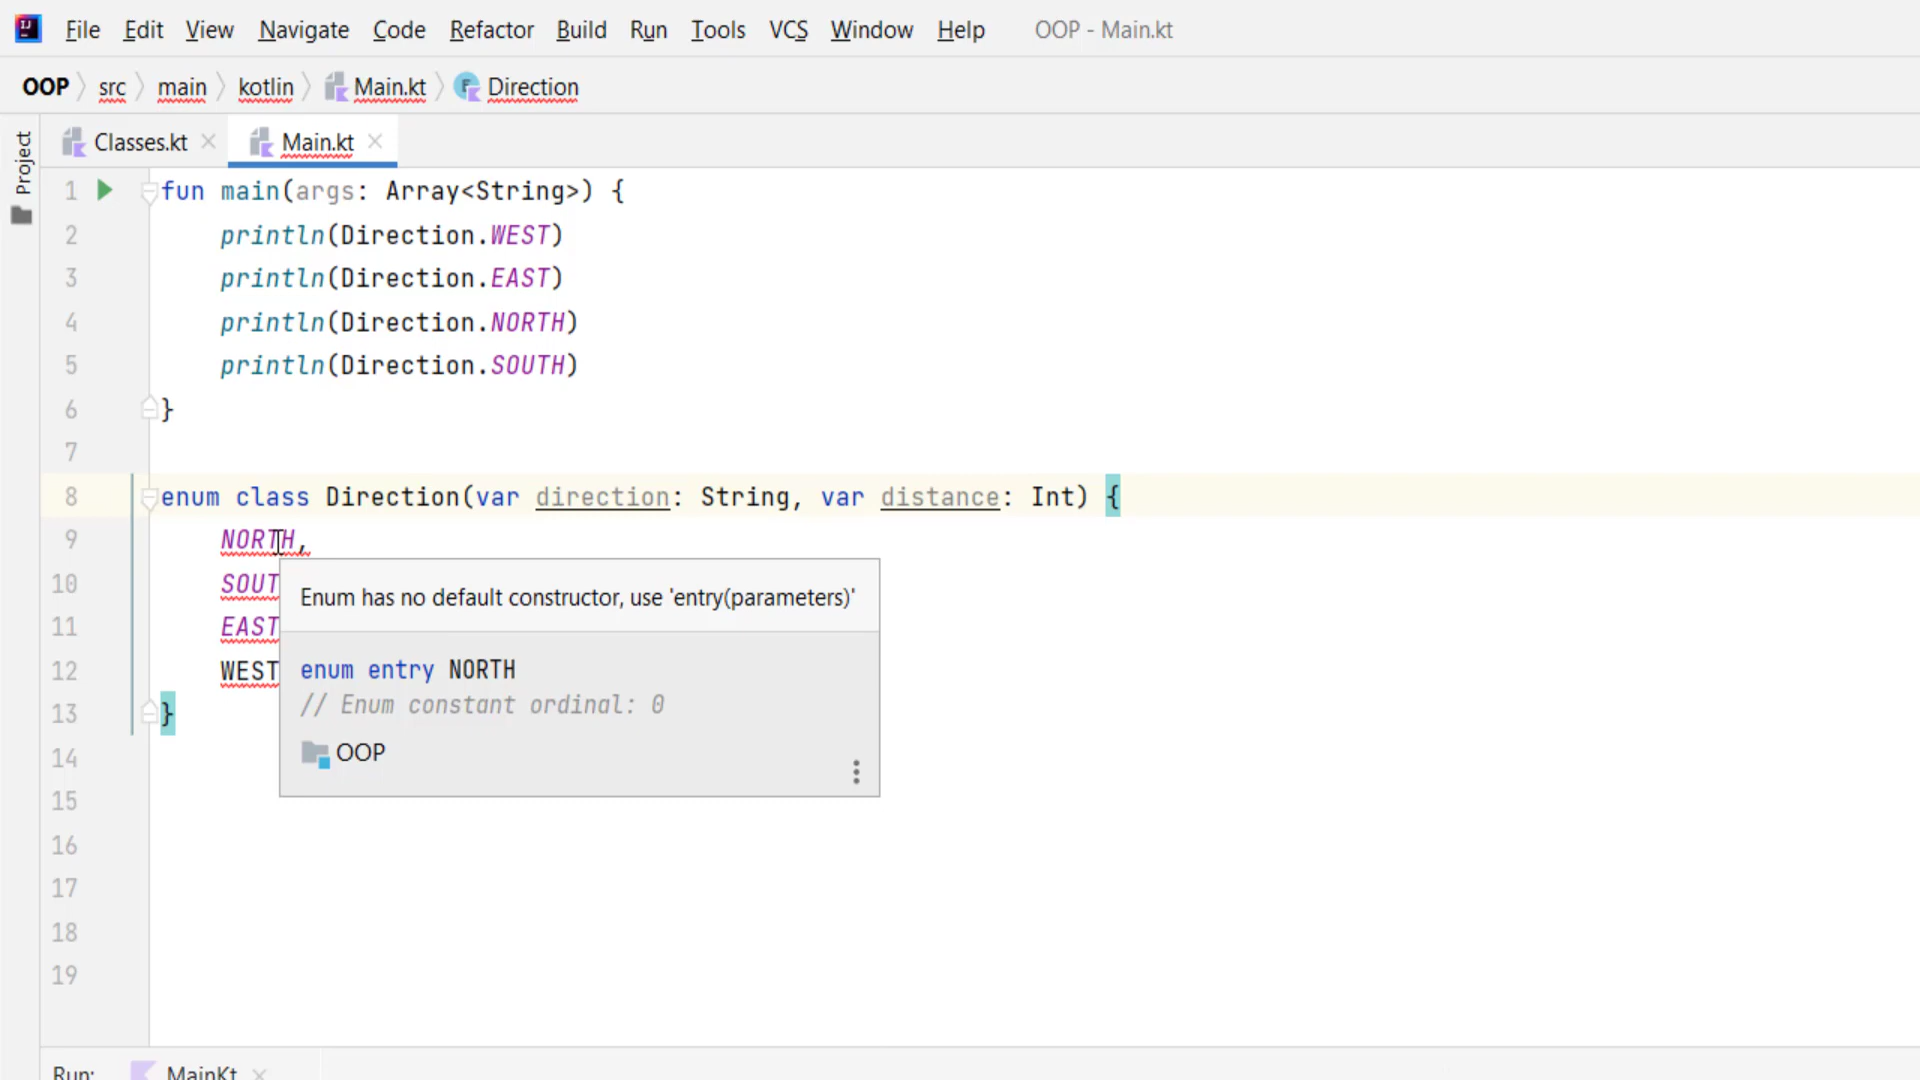 File Edit View Navigate Code Refactor Build Run Tools VCS Window Help OOP - Main.kt
OOP src main kotlin Main.kt Direction
Project
Classes.kt Main.kt
1 fun main(args: Array<String>) {
2 println(Direction.WEST)
3 println(Direction.EAST)
4 println(Direction.NORTH)
5 println(Direction.SOUTH)
6 }
7
8 enum class Direction(var direction: String, var distance: Int) {
9 NORTH,
10 SOUT
11 EAST
12 WEST
13 }
Enum has no default constructor, use 'entry(parameters)'
enum entry NORTH
// Enum constant ordinal: 0
OOP
14
15
16
17
18
19
Run: MainKt